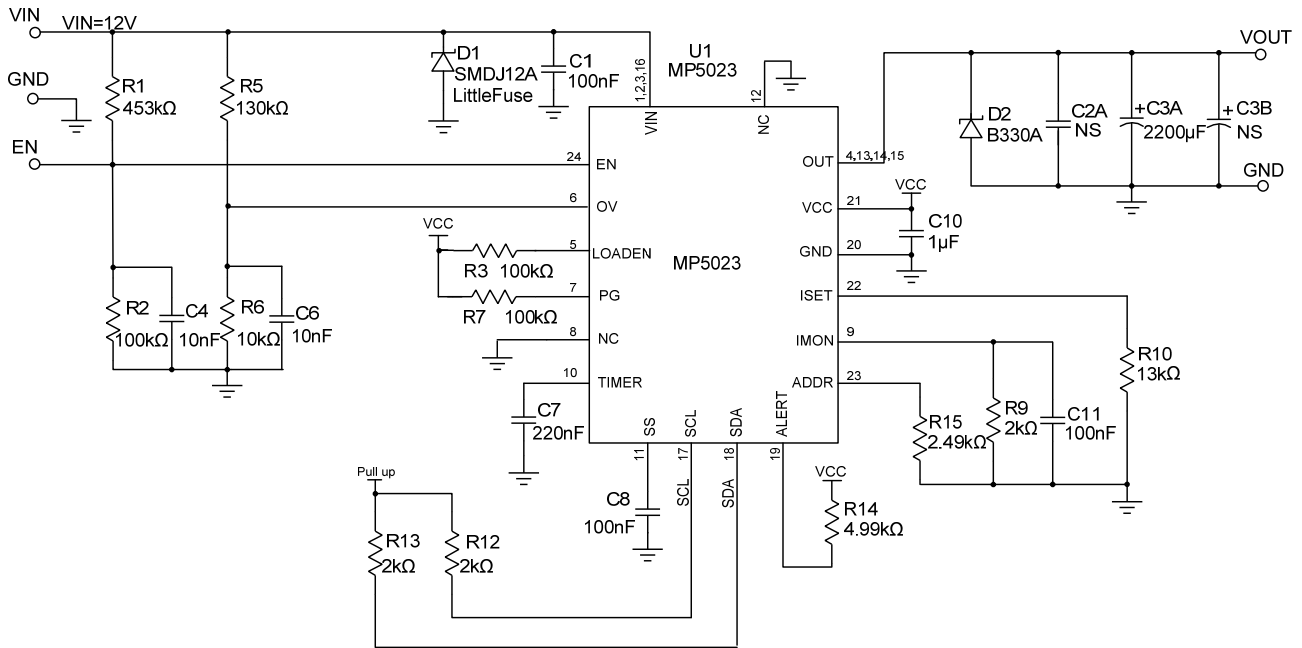 VIN
VIN=12V
GND
EN
R1
453kΩ
R5
130kΩ
D1
SMDJ12A
LittleFuse
C1
100nF
U1
MP5023
VOUT
D2
B330A
C2A
NS
+
C3A
2200µF
+
C3B
NS
GND
1,2,3,16
VIN
12
NC
24
EN
6
OV
VCC
5
LOADEN
R3
100kΩ
7
PG
R7
100kΩ
8
NC
10
TIMER
C7
220nF
MP5023
OUT
4,13,14,15
VCC
21
VCC
C10
1µF
GND
20
ISET
22
IMON
9
ADDR
23
R10
13kΩ
R15
2.49kΩ
R9
2kΩ
C11
100nF
R2
100kΩ
C4
10nF
R6
10kΩ
C6
10nF
SS
11
SCL
17
SDA
18
ALERT
19
SCL
SDA
C8
100nF
VCC
R14
4.99kΩ
Pull up
R13
2kΩ
R12
2kΩ